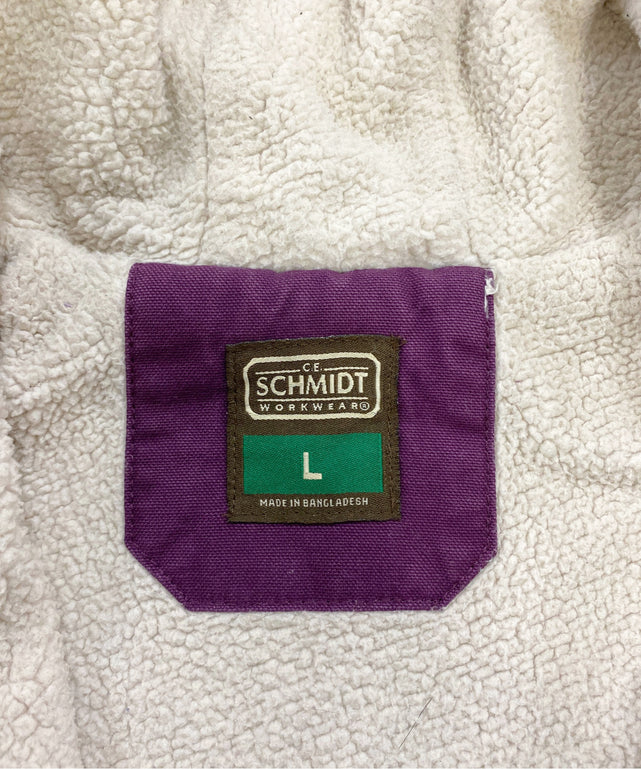 C.E.
SCHMIDT
WORKWEAR®
L
MADE IN BANGLADESH